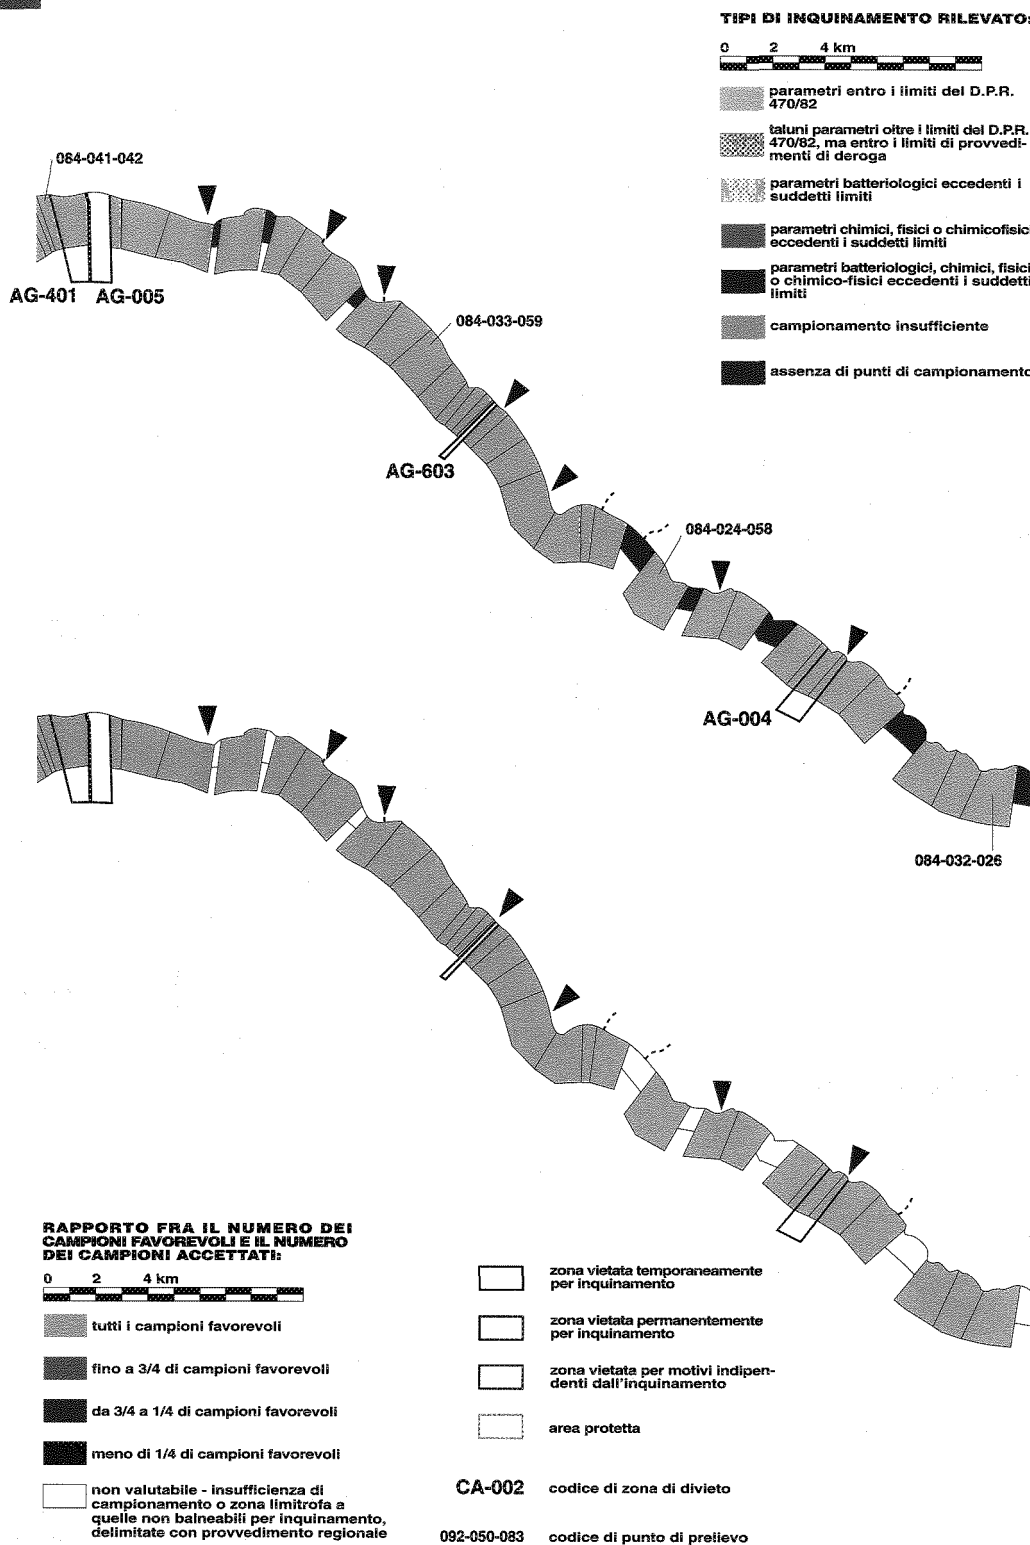 TIPI DI INQUINAMENTO RILEVATO:
0 2 4 km
parametri entro i limiti del D.P.R.
470/82
taluni parametri oltre i limiti del D.P.R.
470/82, ma entro i limiti di provvedi-
menti di deroga
parametri batteriologici eccedenti i
suddetti limiti
parametri chimici, fisici o chimicofisici
eccedenti i suddetti limiti
parametri batteriologici, chimici, fisici
o chimico-fisici eccedenti i suddetti
limiti
campionamento insufficiente
assenza di punti di campionamento
084-041-042
AG-401 AG-005
084-033-059
AG-603
084-024-058
AG-004
084-032-026
RAPPORTO FRA IL NUMERO DEI
CAMPIONI FAVOREVOLI E IL NUMERO
DEI CAMPIONI ACCETTATI:
0 2 4 km
tutti i campioni favorevoli
fino a 3/4 di campioni favorevoli
da 3/4 a 1/4 di campioni favorevoli
meno di 1/4 di campioni favorevoli
non valutabile - insufficienza di
campionamento o zona limitrofa a
quelle non balneabili per inquinamento,
delimitate con provvedimento regionale
zona vietata temporaneamente
per inquinamento
zona vietata permanentemente
per inquinamento
zona vietata per motivi indipen-
denti dall'inquinamento
area protetta
CA-002 codice di zona di divieto
092-050-083 codice di punto di prelievo